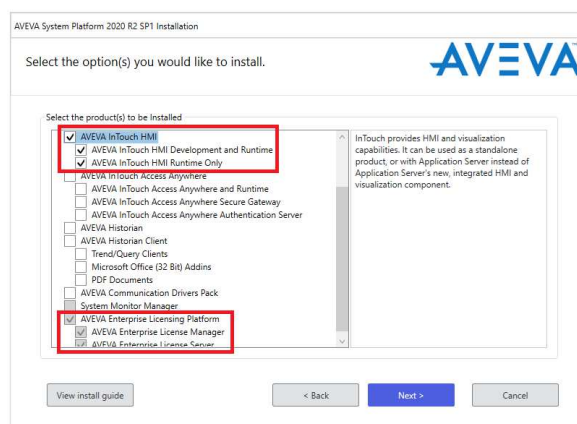 AVEVA System Platform 2020 R2 SP1 Installation
Select the option(s) you would like to install.
AVEVA
Select the product(s) to be Installed
AVEVA InTouch HMI
AVEVA InTouch HMI Development and Runtime
AVEVA InTouch HMI Runtime Only
AVEVA InTouch Access Anywhere
AVEVA InTouch Access Anywhere and Runtime
AVEVA InTouch Access Anywhere Secure Gateway
AVEVA InTouch Access Anywhere Authentication Server
AVEVA Historian
AVEVA Historian Client
Trend/Query Clients
Microsoft Office (32 Bit) Addins
PDF Documents
AVEVA Communication Drivers Pack
System Monitor Manager
AVEVA Enterprise Licensing Platform
AVEVA Enterprise License Manager
AVEVA Enterprise License Server
InTouch provides HMI and visualization
capabilities. It can be used as a standalone
product, or with Application Server instead of
Application Server's new, integrated HMI and
visualization component.
View install guide
< Back
Next >
Cancel